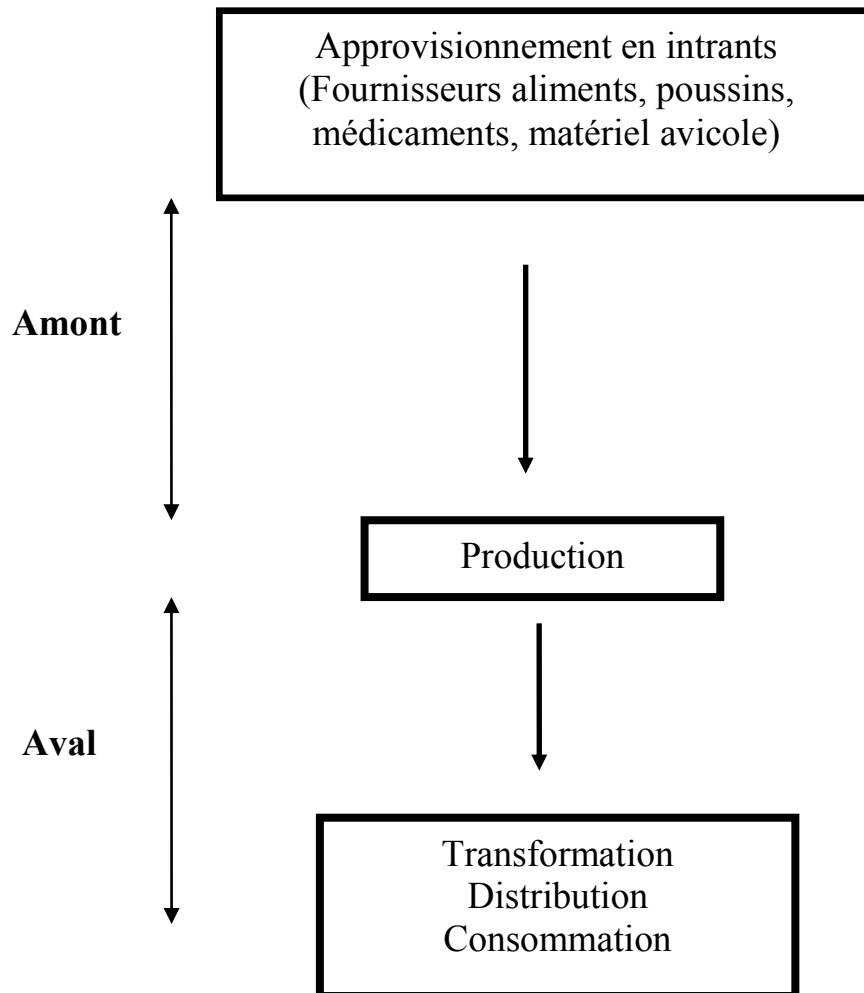 Approvisionnement en intrants
(Fournisseurs aliments, poussins,
médicaments, matériel avicole)
Amont
Production
Aval
Transformation
Distribution
Consommation